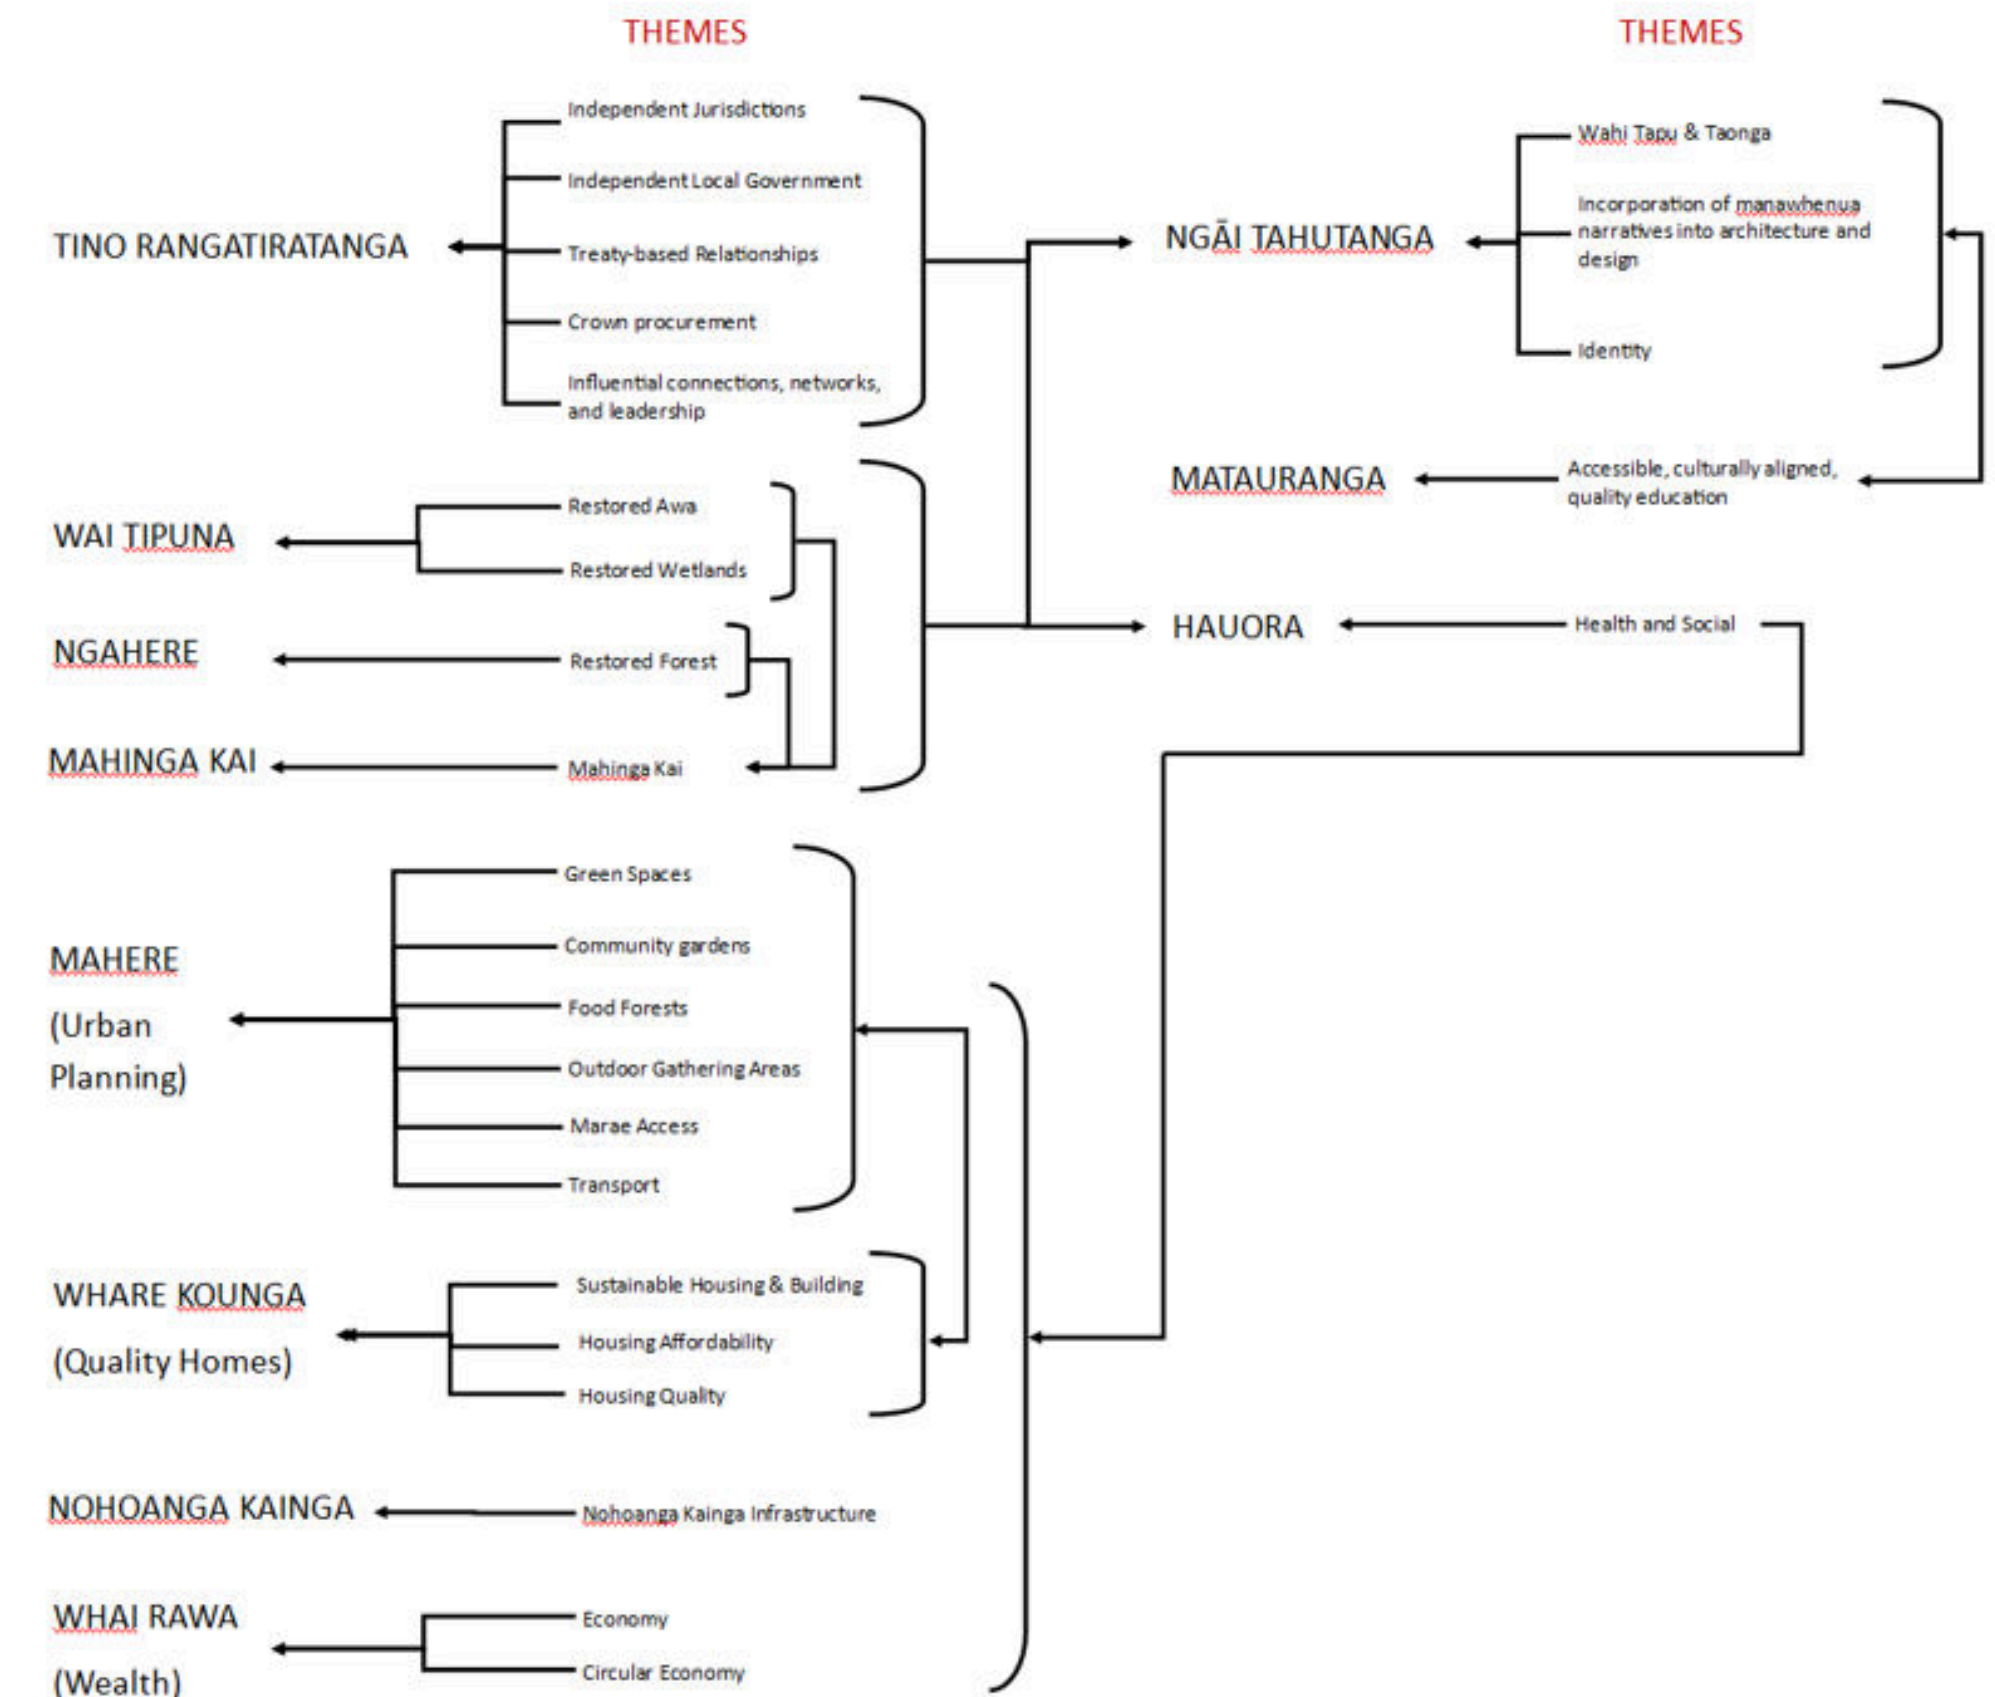 THEMES
TINO RANGATIRATANGA
Independent Jurisdictions
Independent Local Government
Treaty-based Relationships
Crown procurement
Influential connections, networks,
and leadership
WAI TIPUNA
Restored Awa
Restored Wetlands
NGAHERE
Restored Forest
MAHINGA KAI
Mahinga Kai
MAHERE
(Urban
Planning)
Green Spaces
Community gardens
Food Forests
Outdoor Gathering Areas
Marae Access
Transport
WHARE KOUNGA
(Quality Homes)
Sustainable Housing & Building
Housing Affordability
Housing Quality
NOHOANGA KAINGA
Nohoanga Kainga Infrastructure
WHAI RAWA
(Wealth)
Economy
Circular Economy
THEMES
NGĀI TAHUTANGA
Wahi Tapu & Taonga
Incorporation of manawhenua
narratives into architecture and
design
Identity
MATAURANGA
Accessible, culturally aligned,
quality education
HAUORA
Health and Social